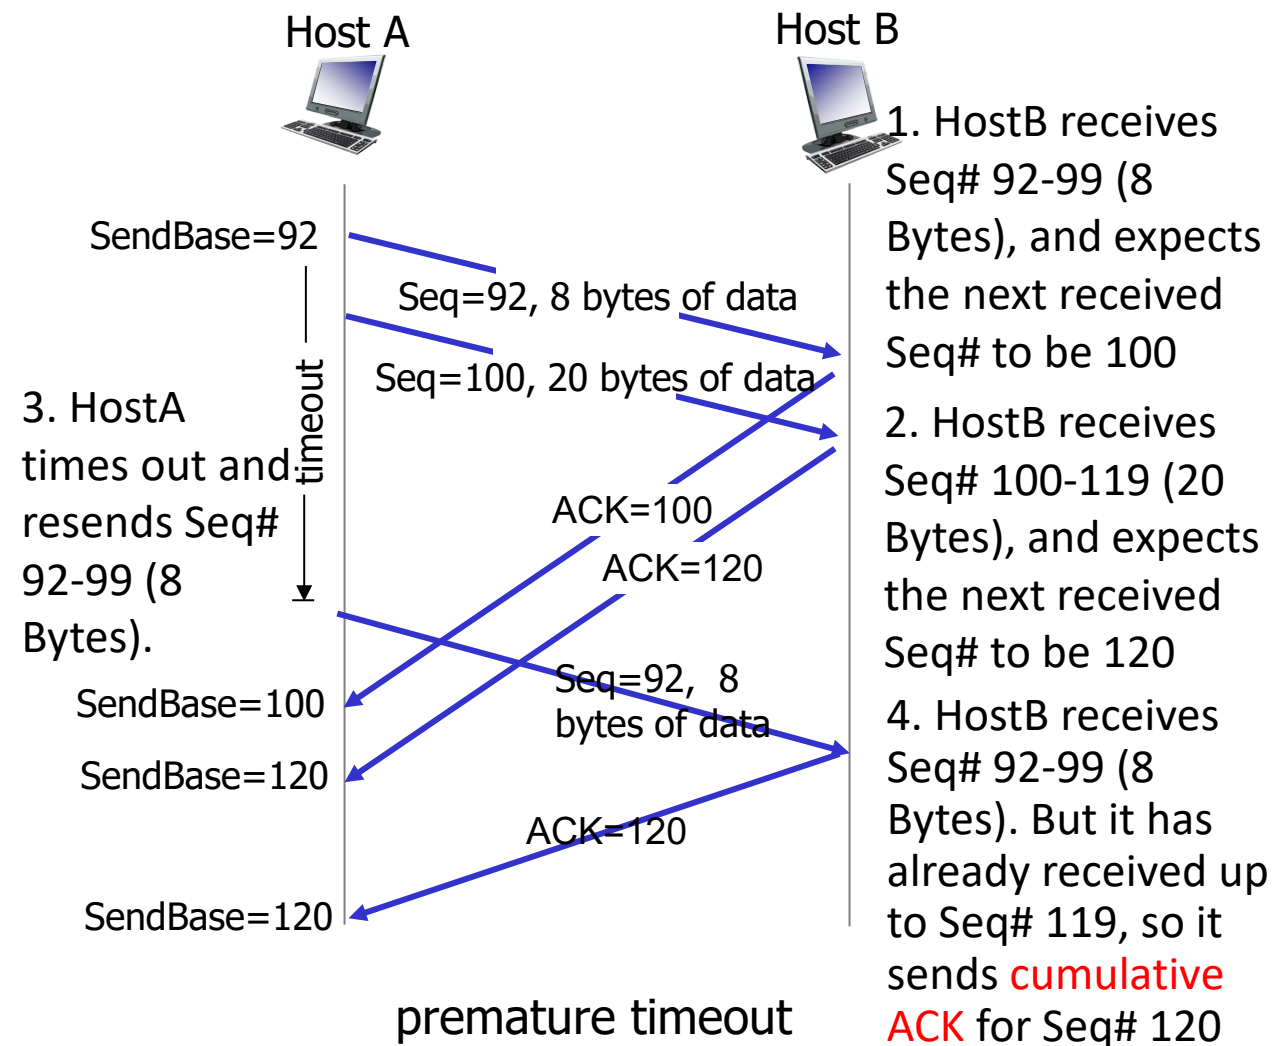 Host A
Host B
SendBase=92
Seq=92, 8 bytes of data
Seq=100, 20 bytes of data
timeout
ACK=100
ACK=120
Seq=92,  8
bytes of data
SendBase=100
SendBase=120
ACK=120
SendBase=120
premature timeout
1. HostB receives
Seq# 92-99 (8
Bytes), and expects
the next received
Seq# to be 100
2. HostB receives
Seq# 100-119 (20
Bytes), and expects
the next received
Seq# to be 120
3. HostA
times out and
resends Seq#
92-99 (8
Bytes).
4. HostB receives
Seq# 92-99 (8
Bytes). But it has
already received up
to Seq# 119, so it
sends cumulative
ACK for Seq# 120